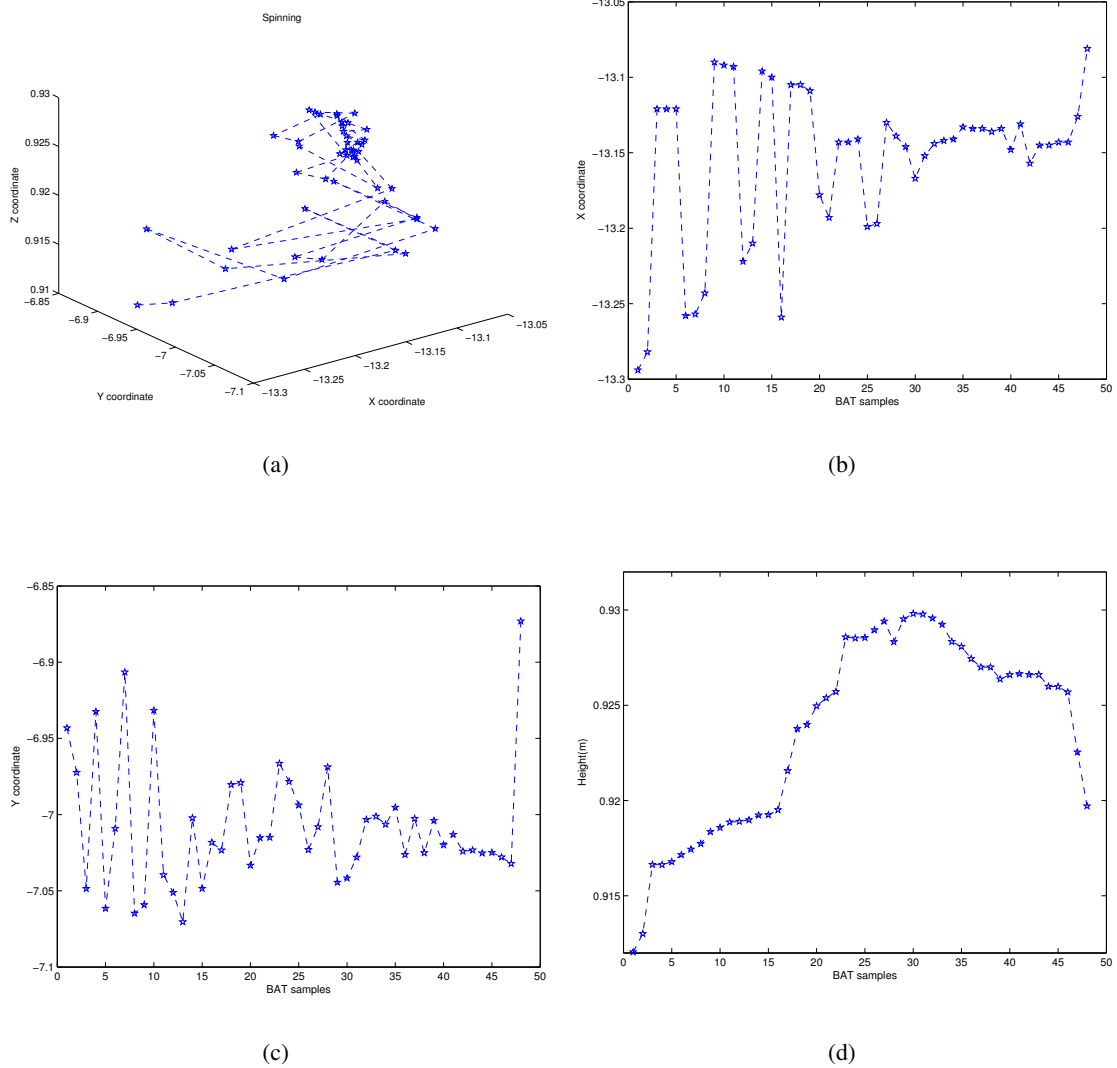 Spinning
0.93
0.925
0.92
0.915
0.91
Z coordinate
−6.85
−6.9
−6.95
−7
−7.05
−7.1
Y coordinate
−13.3
−13.25
−13.2
−13.15
−13.1
−13.05
X coordinate
(a)
−13.05
−13.1
−13.15
−13.2
−13.25
−13.3
X coordinate
0 5 10 15 20 25 30 35 40 45 50
BAT samples
(b)
−6.85
−6.9
−6.95
−7
−7.05
−7.1
Y coordinate
0 5 10 15 20 25 30 35 40 45 50
BAT samples
(c)
0.93
0.925
0.92
0.915
Height(m)
0 5 10 15 20 25 30 35 40 45 50
BAT samples
(d)